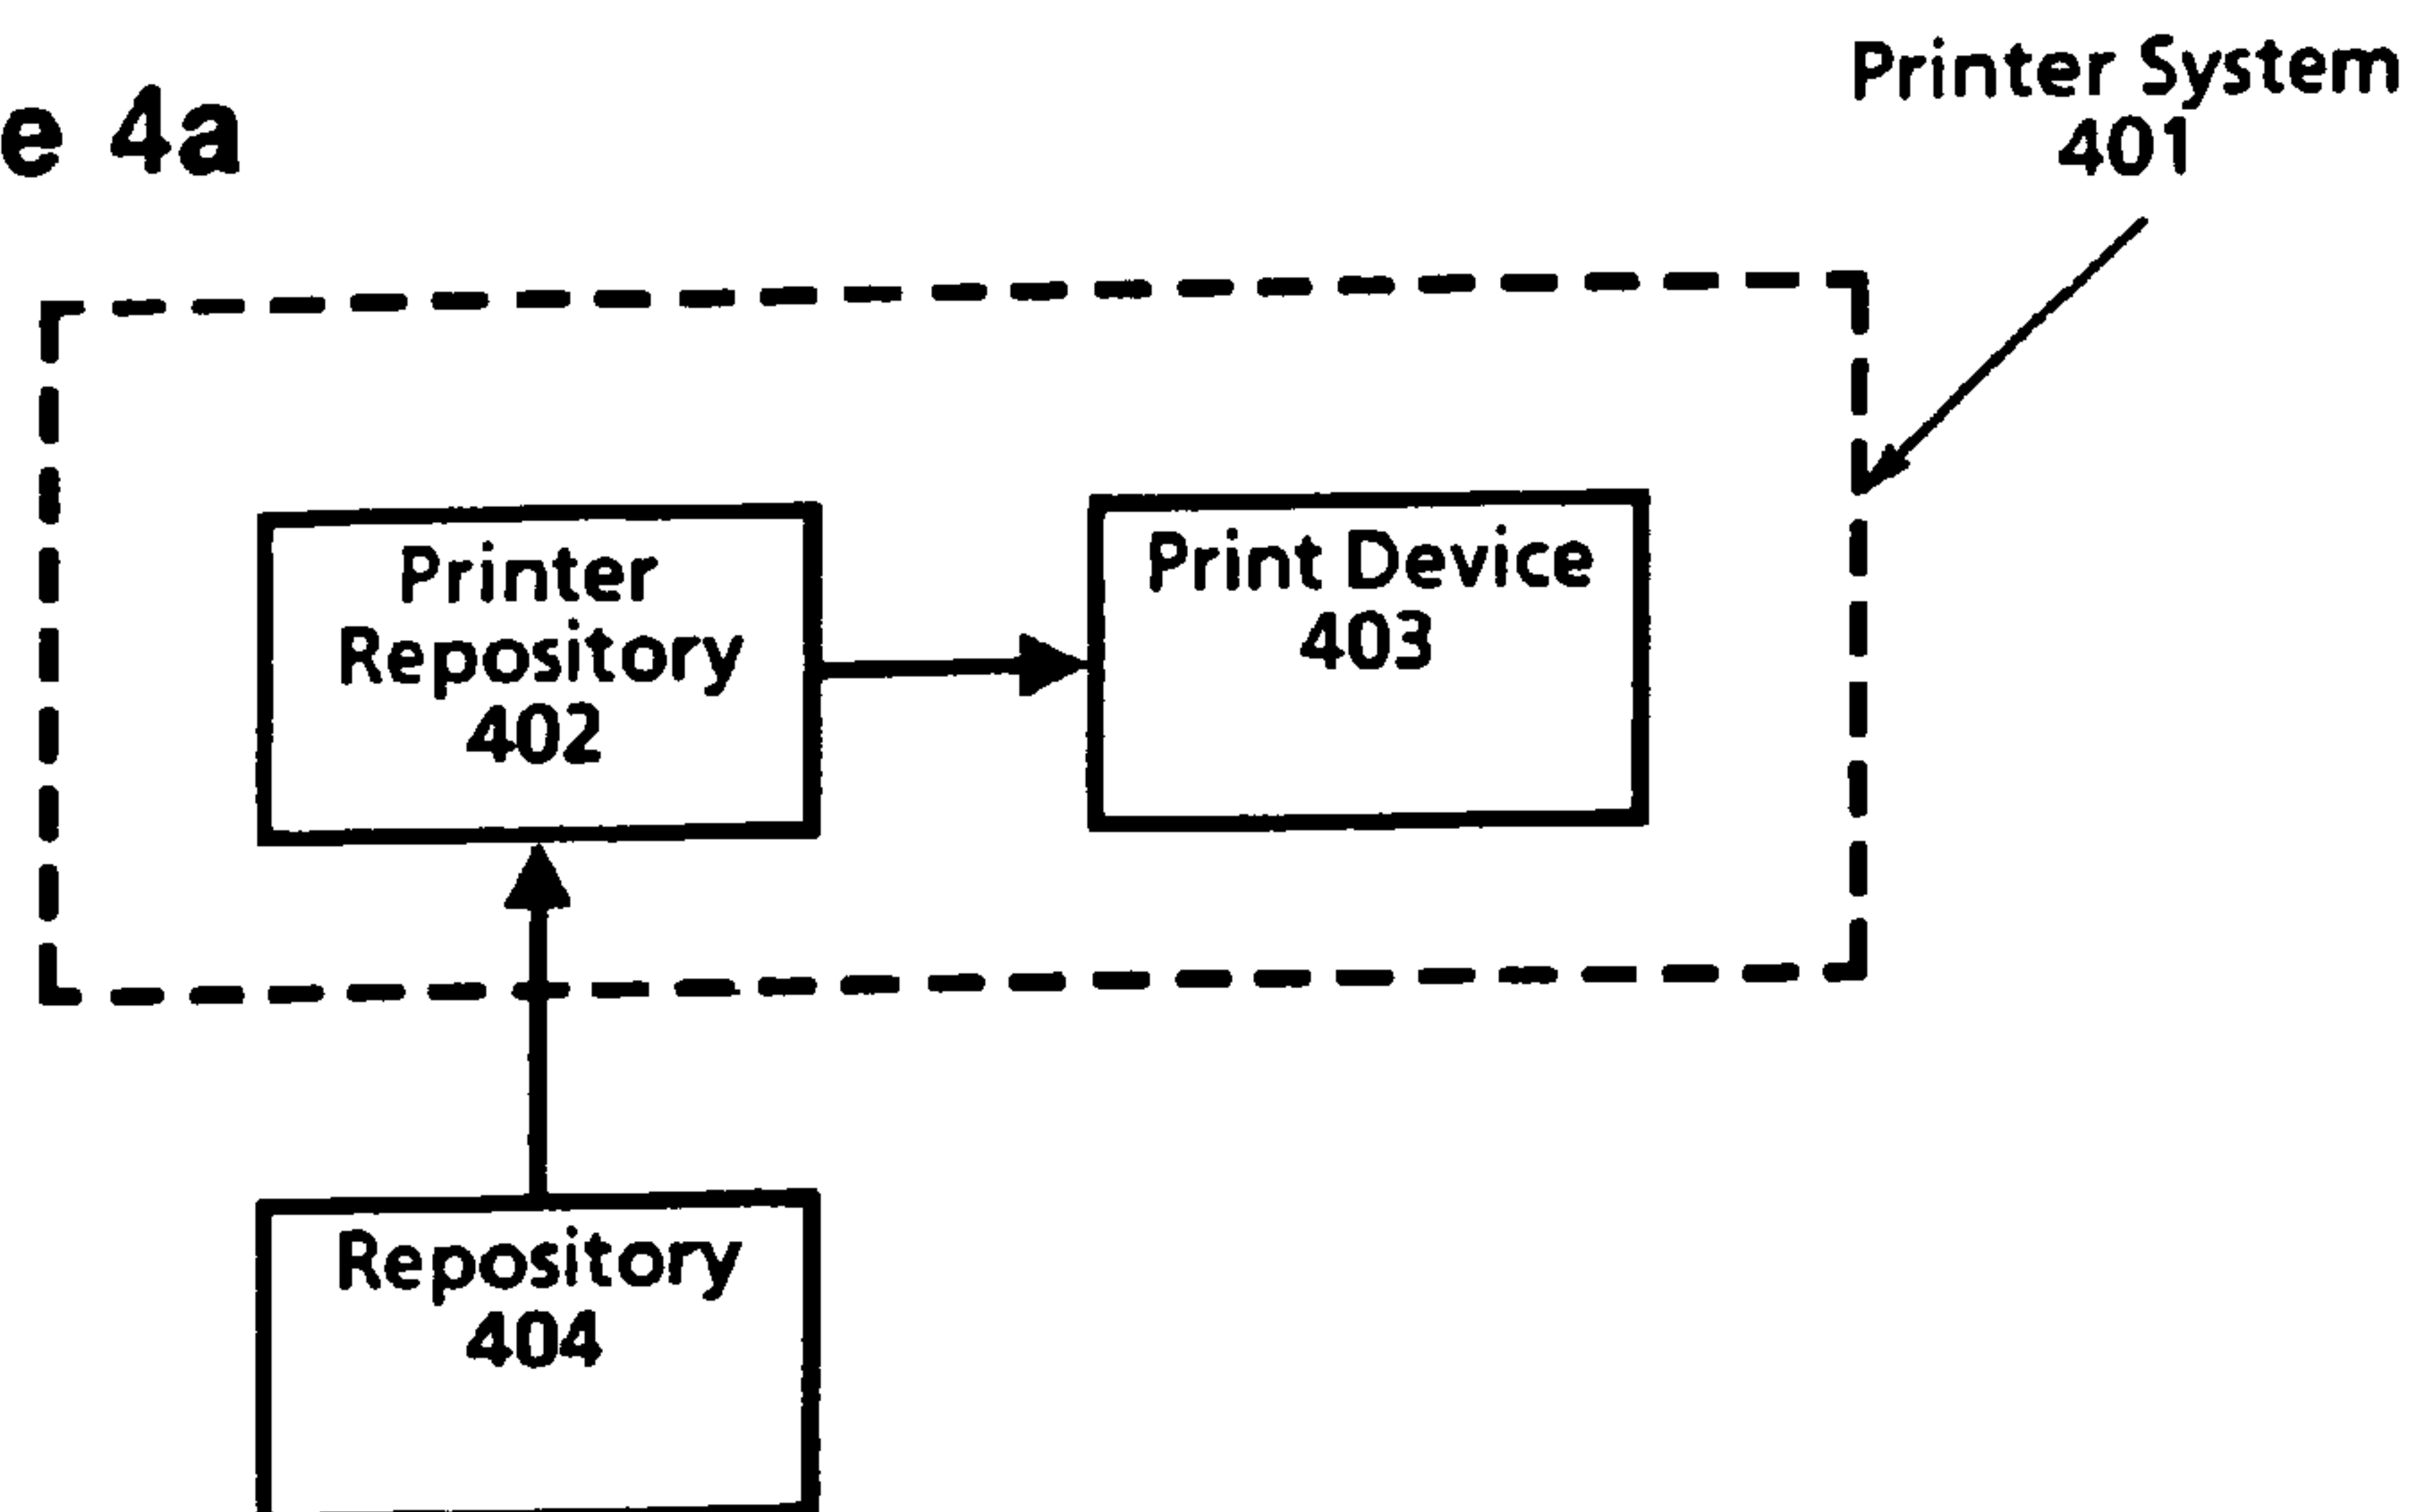 e 4a
Printer System
401
Printer
Repository
402
Print Device
403
Repository
404